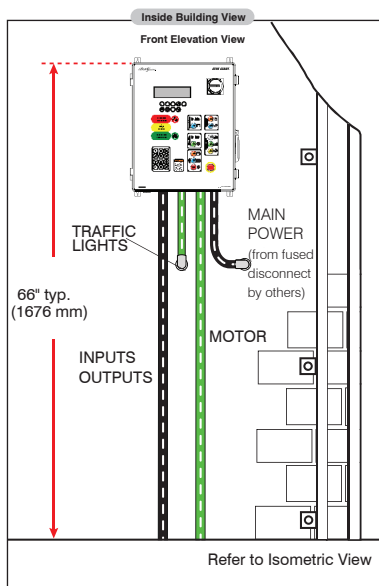 Inside Building View
Front Elevation View
TRAFFIC
LIGHTS
MAIN
POWER
(from fused
disconnect
by others)
66" typ.
(1676 mm)
MOTOR
INPUTS
OUTPUTS
Refer to Isometric View